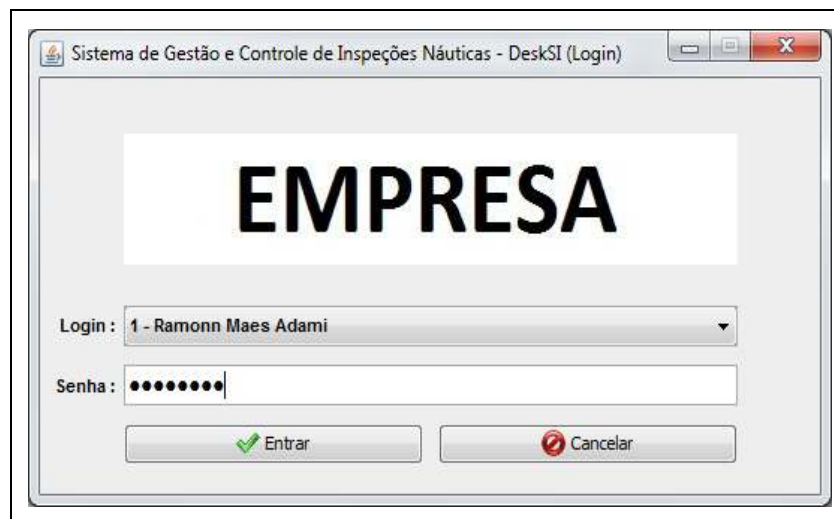 Sistema de Gestão e Controle de Inspeções Náuticas - DeskSI (Login)
EMPRESA
Login : 1 - Ramonn Maes Adami
Senha : ●●●●●●●●
Entrar Cancelar